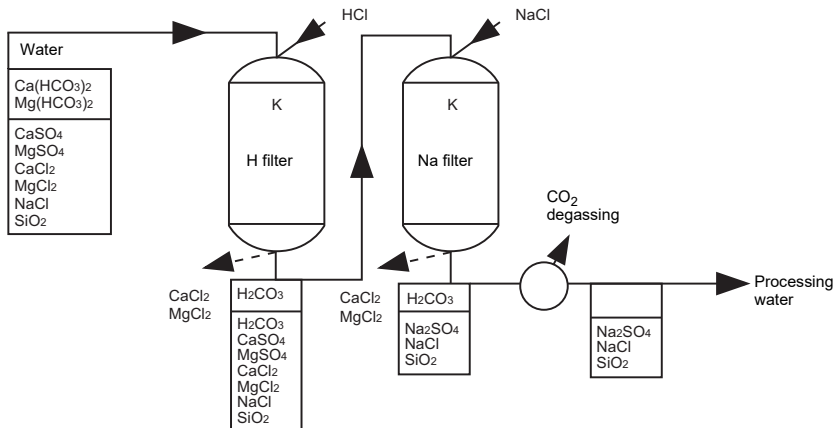 Water
Ca(HCO₃)₂
Mg(HCO₃)₂
CaSO₄
MgSO₄
CaCl₂
MgCl₂
NaCl
SiO₂
HCl
K
H filter
CaCl₂
MgCl₂
H₂CO₃
H₂CO₃
CaSO₄
MgSO₄
CaCl₂
MgCl₂
NaCl
SiO₂
NaCl
K
Na filter
CaCl₂
MgCl₂
H₂CO₃
Na₂SO₄
NaCl
SiO₂
CO₂
degassing
Na₂SO₄
NaCl
SiO₂
Processing
water